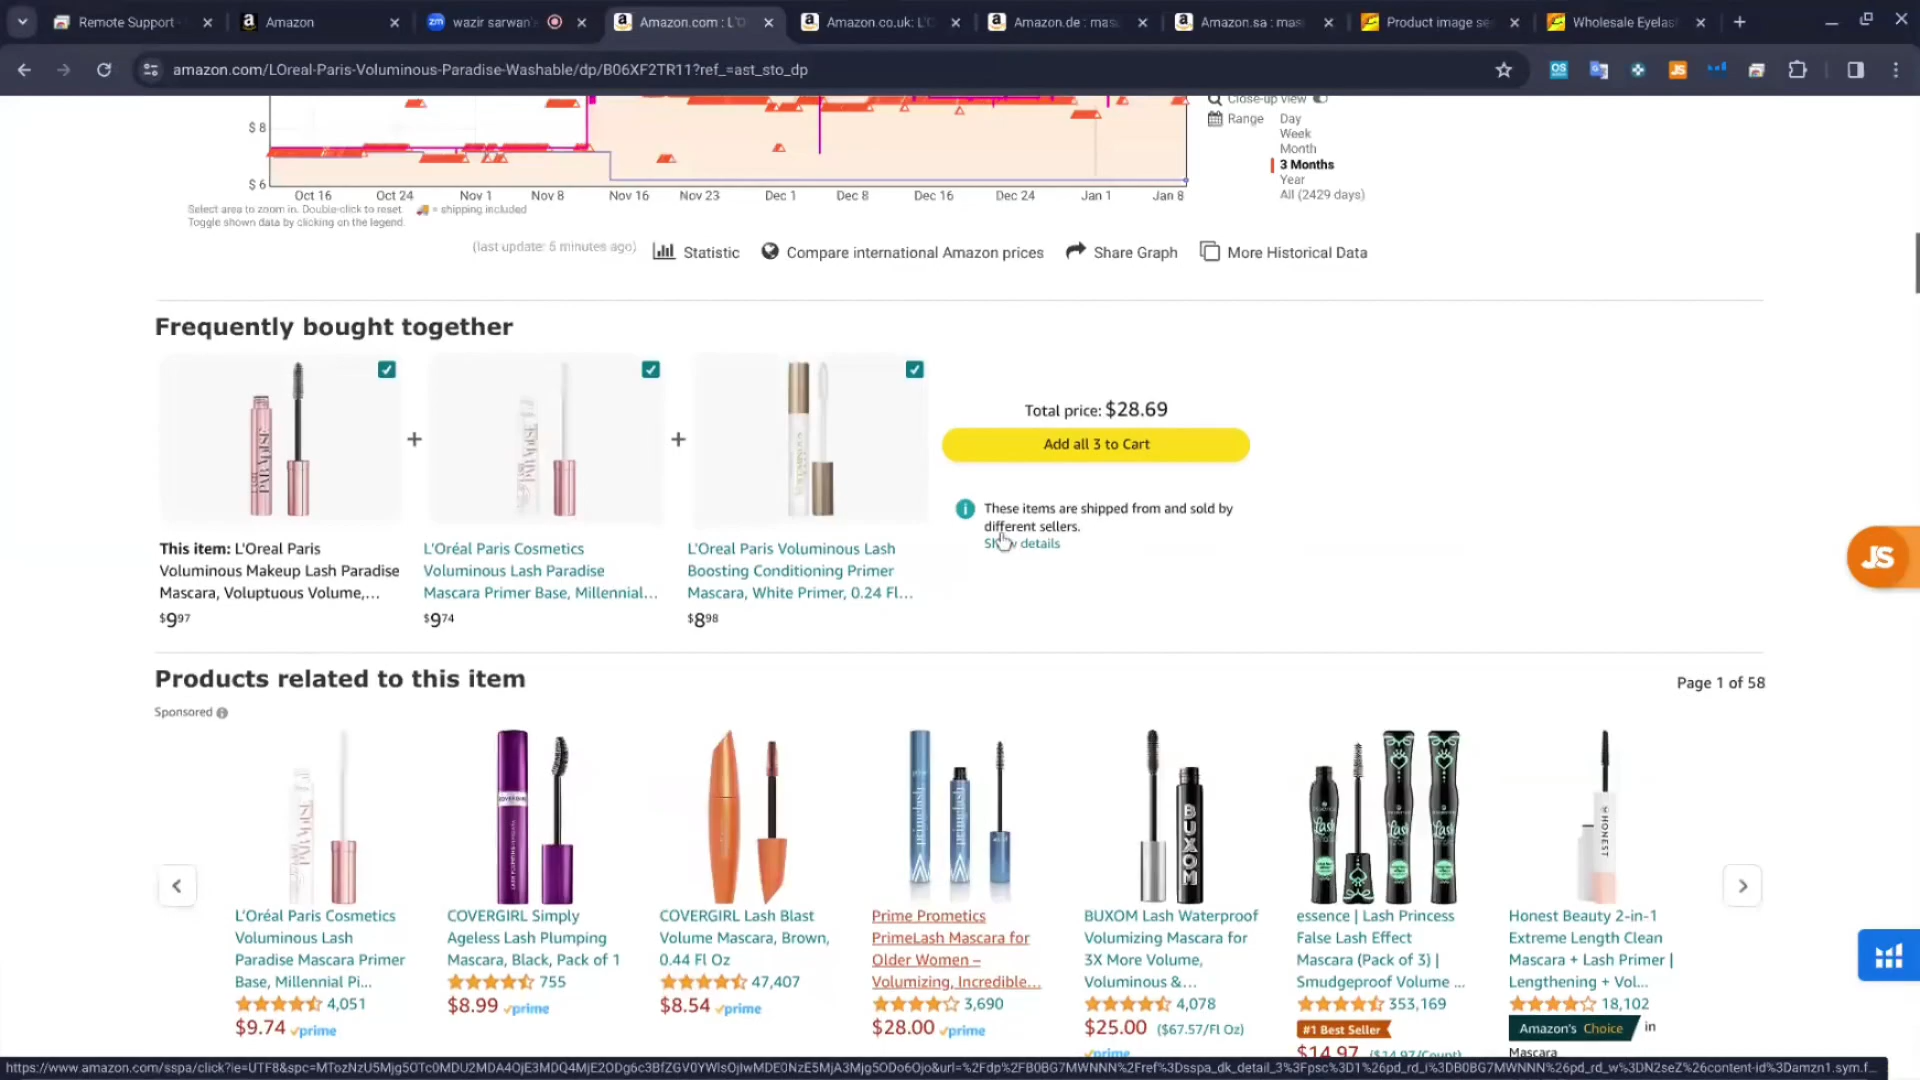 Remote Support
Amazon
zm wazir sarwan's
Amazon.com : L'O
Amazon.co.uk: L'O
Amazon.de : mas
Amazon.sa : mas
Product image se
Wholesale Eyelas
amazon.com/LOreal-Paris-Voluminous-Paradise-Washable/dp/B06XF2TR11?ref_=ast_sto_dp
Close-up view
Range
Day
Week
Month
3 Months
Year
All (2429 days)
$ 8
$ 6
Oct 16 Oct 24 Nov 1 Nov 8 Nov 16 Nov 23 Dec 1 Dec 8 Dec 16 Dec 24 Jan 1 Jan 8
Select area to zoom in. Double-click to reset.
= shipping included
Toggle shown data by clicking on the legend.
(last update: 5 minutes ago)
Statistic
Compare international Amazon prices
Share Graph
More Historical Data
Frequently bought together
This item: L'Oreal Paris
Voluminous Makeup Lash Paradise
Mascara, Voluptuous Volume,...
$9.97
L'Oréal Paris Cosmetics
Voluminous Lash Paradise
Mascara Primer Base, Millennial...
$9.74
L'Oreal Paris Voluminous Lash
Boosting Conditioning Primer
Mascara, White Primer, 0.24 Fl...
$8.98
Total price: $28.69
Add all 3 to Cart
These items are shipped from and sold by
different sellers.
Show details
JS
Products related to this item
Page 1 of 58
Sponsored
PARADISE
BUXOM
HONEST
L'Oréal Paris Cosmetics
Voluminous Lash
Paradise Mascara Primer
Base, Millennial Pi...
4,051
$9.74 prime
COVERGIRL Simply
Ageless Lash Plumping
Mascara, Black, Pack of 1
755
$8.99 prime
COVERGIRL Lash Blast
Volume Mascara, Brown,
0.44 Fl Oz
47,407
$8.54 prime
Prime Prometics
PrimeLash Mascara for
Older Women –
Volumizing, Incredible...
3,690
$28.00 prime
BUXOM Lash Waterproof
Volumizing Mascara for
3X More Volume,
Voluminous &...
4,078
$25.00 ($67.57/Fl Oz)
prime
essence | Lash Princess
False Lash Effect
Mascara (Pack of 3) |
Smudgeproof Volume ...
353,169
#1 Best Seller
$14.97 ($14.97/Count)
Honest Beauty 2-in-1
Extreme Length Clean
Mascara + Lash Primer |
Lengthening + Vol...
18,102
Amazon's Choice in
Mascara